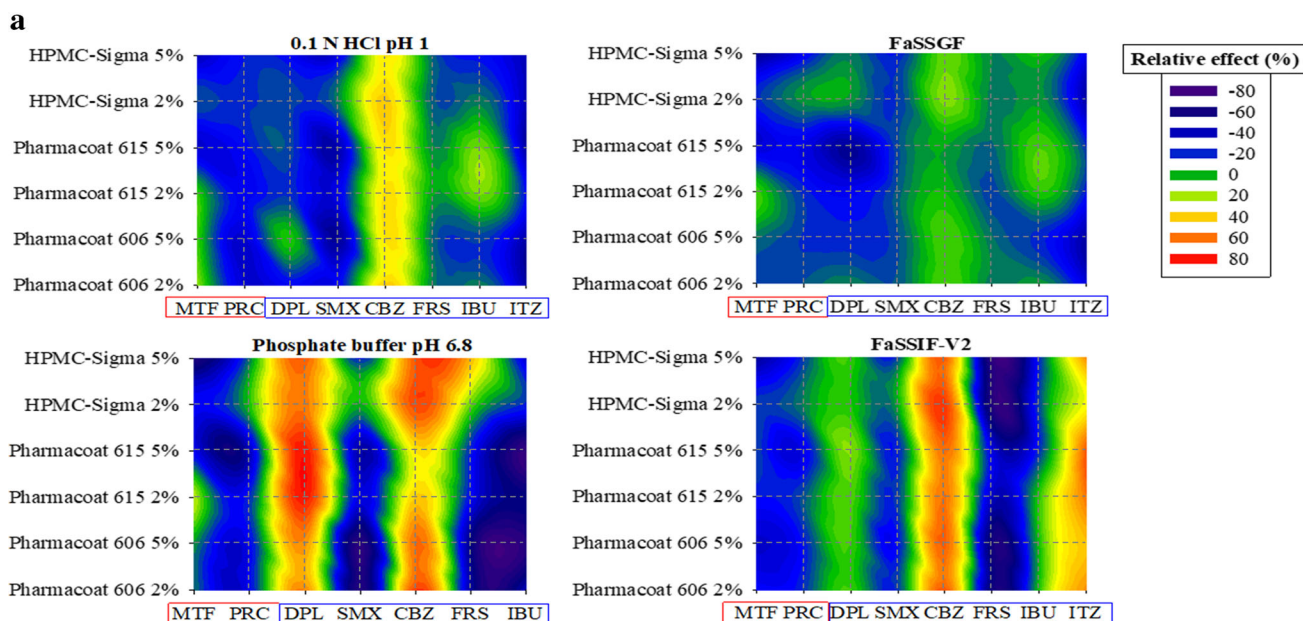 a
0.1 N HCl pH 1
HPMC-Sigma 5%
HPMC-Sigma 2%
Pharmacoat 615 5%
Pharmacoat 615 2%
Pharmacoat 606 5%
Pharmacoat 606 2%
MTF PRC DPL SMX CBZ FRS IBU ITZ
FaSSGF
HPMC-Sigma 5%
HPMC-Sigma 2%
Pharmacoat 615 5%
Pharmacoat 615 2%
Pharmacoat 606 5%
Pharmacoat 606 2%
MTF PRC DPL SMX CBZ FRS IBU ITZ
Relative effect (%)
-80
-60
-40
-20
0
20
40
60
80
Phosphate buffer pH 6.8
HPMC-Sigma 5%
HPMC-Sigma 2%
Pharmacoat 615 5%
Pharmacoat 615 2%
Pharmacoat 606 5%
Pharmacoat 606 2%
MTF PRC DPL SMX CBZ FRS IBU
FaSSIF-V2
HPMC-Sigma 5%
HPMC-Sigma 2%
Pharmacoat 615 5%
Pharmacoat 615 2%
Pharmacoat 606 5%
Pharmacoat 606 2%
MTF PRC DPL SMX CBZ FRS IBU ITZ